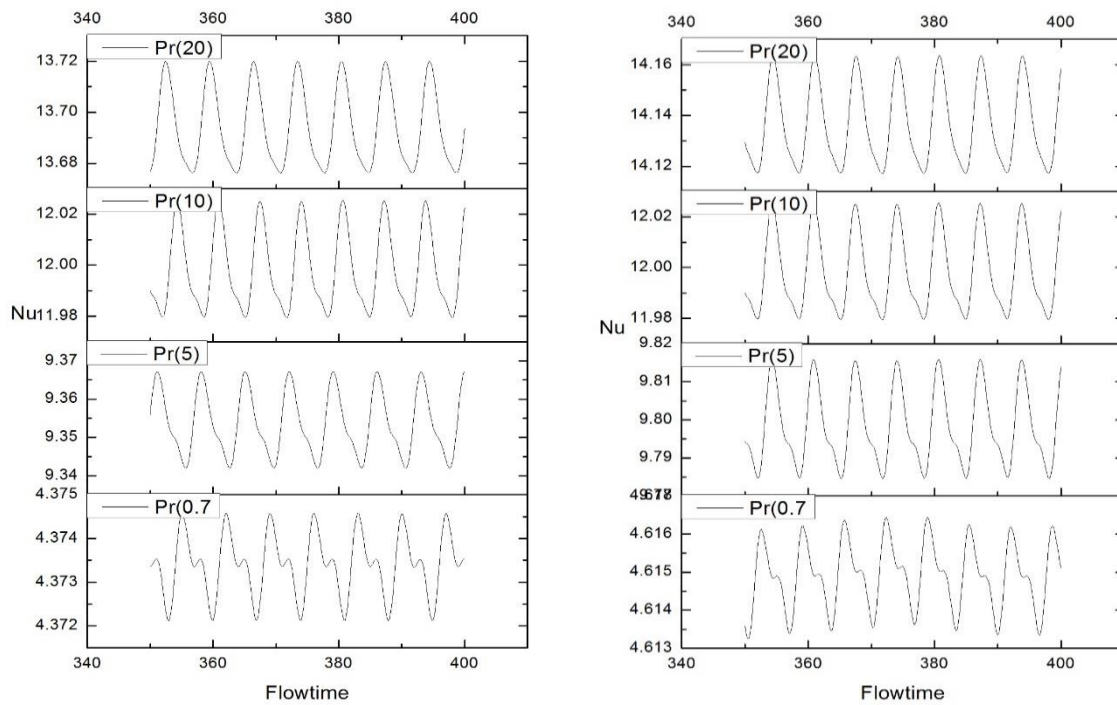 340 360 380 400
Pr(20)
13.72
13.70
13.68
Pr(10)
12.02
12.00
11.98
Nu
Pr(5)
9.37
9.36
9.35
9.34
4.375
Pr(0.7
4.374
4.373
4.372
340 360 380 400
Flowtime
340 360 380 400
Pr(20)
14.16
14.14
14.12
Pr(10)
12.02
12.00
11.98
Nu
9.82
Pr(5)
9.81
9.80
9.79
Pr(0.7
4.616
4.615
4.614
4.613
340 360 380 400
Flowtime